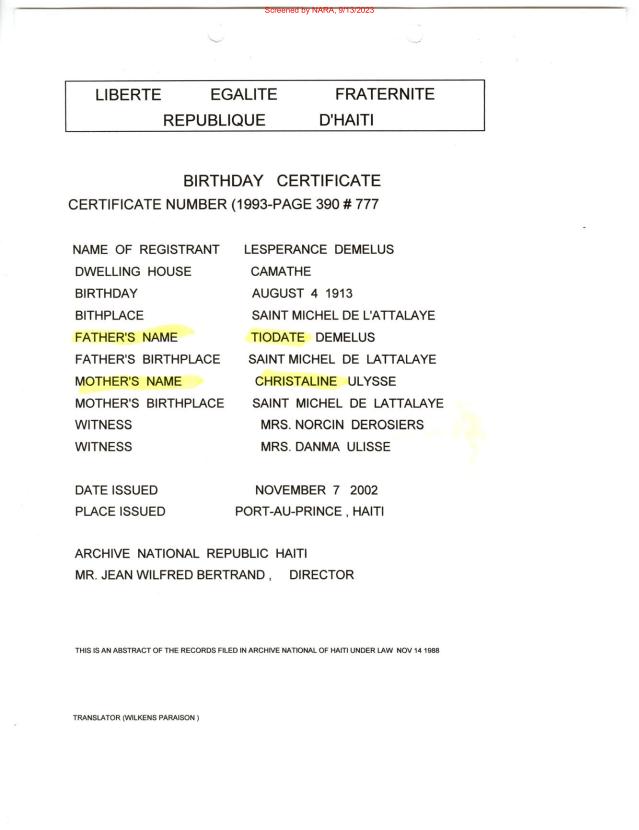 Screened by NARA, 9/13/2023
LIBERTE EGALITE FRATERNITE
REPUBLIQUE D'HAITI
BIRTHDAY CERTIFICATE
CERTIFICATE NUMBER (1993-PAGE 390 # 777
NAME OF REGISTRANT LESPERANCE DEMELUS
DWELLING HOUSE CAMATHE
BIRTHDAY AUGUST 4 1913
BITHPLACE SAINT MICHEL DE L'ATTALAYE
FATHER'S NAME TIODATE DEMELUS
FATHER'S BIRTHPLACE SAINT MICHEL DE LATTALAYE
MOTHER'S NAME CHRISTALINE ULYSSE
MOTHER'S BIRTHPLACE SAINT MICHEL DE LATTALAYE
WITNESS MRS. NORCIN DEROSIERS
WITNESS MRS. DANMA ULISSE
DATE ISSUED NOVEMBER 7 2002
PLACE ISSUED PORT-AU-PRINCE , HAITI
ARCHIVE NATIONAL REPUBLIC HAITI
MR. JEAN WILFRED BERTRAND , DIRECTOR
THIS IS AN ABSTRACT OF THE RECORDS FILED IN ARCHIVE NATIONAL OF HAITI UNDER LAW NOV 14 1988
TRANSLATOR (WILKENS PARAISON )